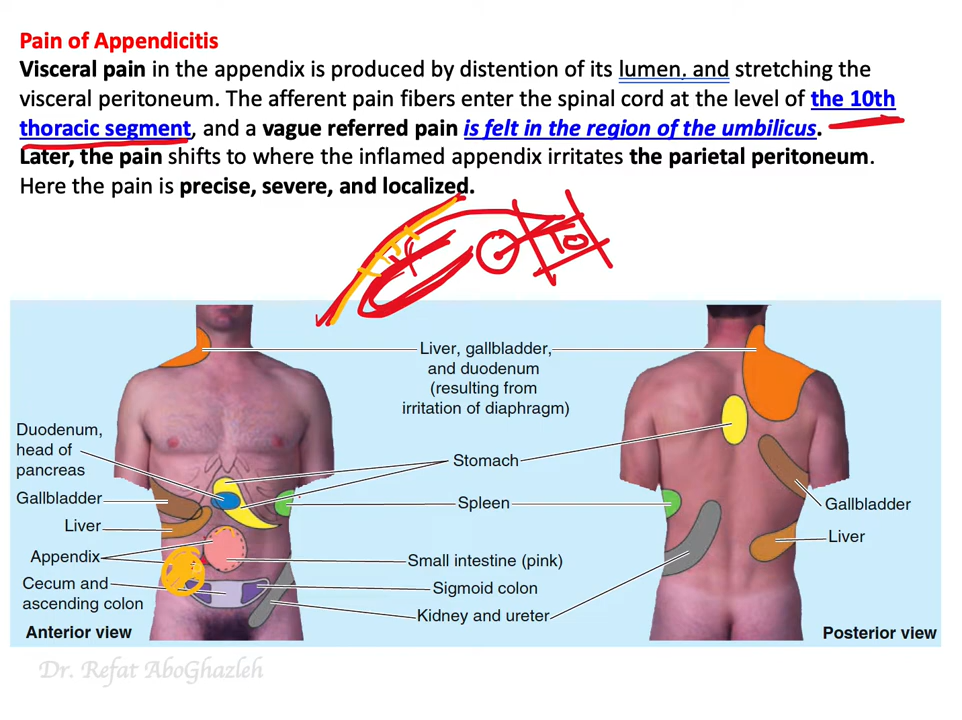 Pain of Appendicitis
Visceral pain in the appendix is produced by distention of its lumen, and stretching the
visceral peritoneum. The afferent pain fibers enter the spinal cord at the level of the 10th
thoracic segment, and a vague referred pain is felt in the region of the umbilicus.
Later, the pain shifts to where the inflamed appendix irritates the parietal peritoneum.
Here the pain is precise, severe, and localized.
10
Liver, gallbladder,
and duodenum
(resulting from
irritation of diaphragm)
Duodenum,
head of
pancreas
Stomach
Gallbladder
Spleen
Gallbladder
Liver
Liver
Appendix
Small intestine (pink)
Cecum and
ascending colon
Sigmoid colon
Kidney and ureter
Anterior view
Posterior view
Dr. Refat AboGhazleh